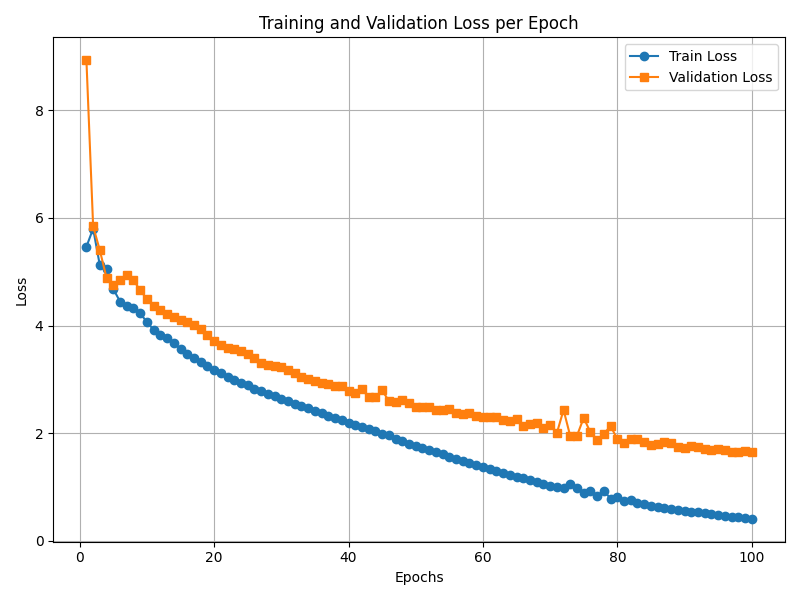 Training and Validation Loss per Epoch
Train Loss
Validation Loss
Loss
8
6
4
2
0
0 20 40 60 80 100
Epochs